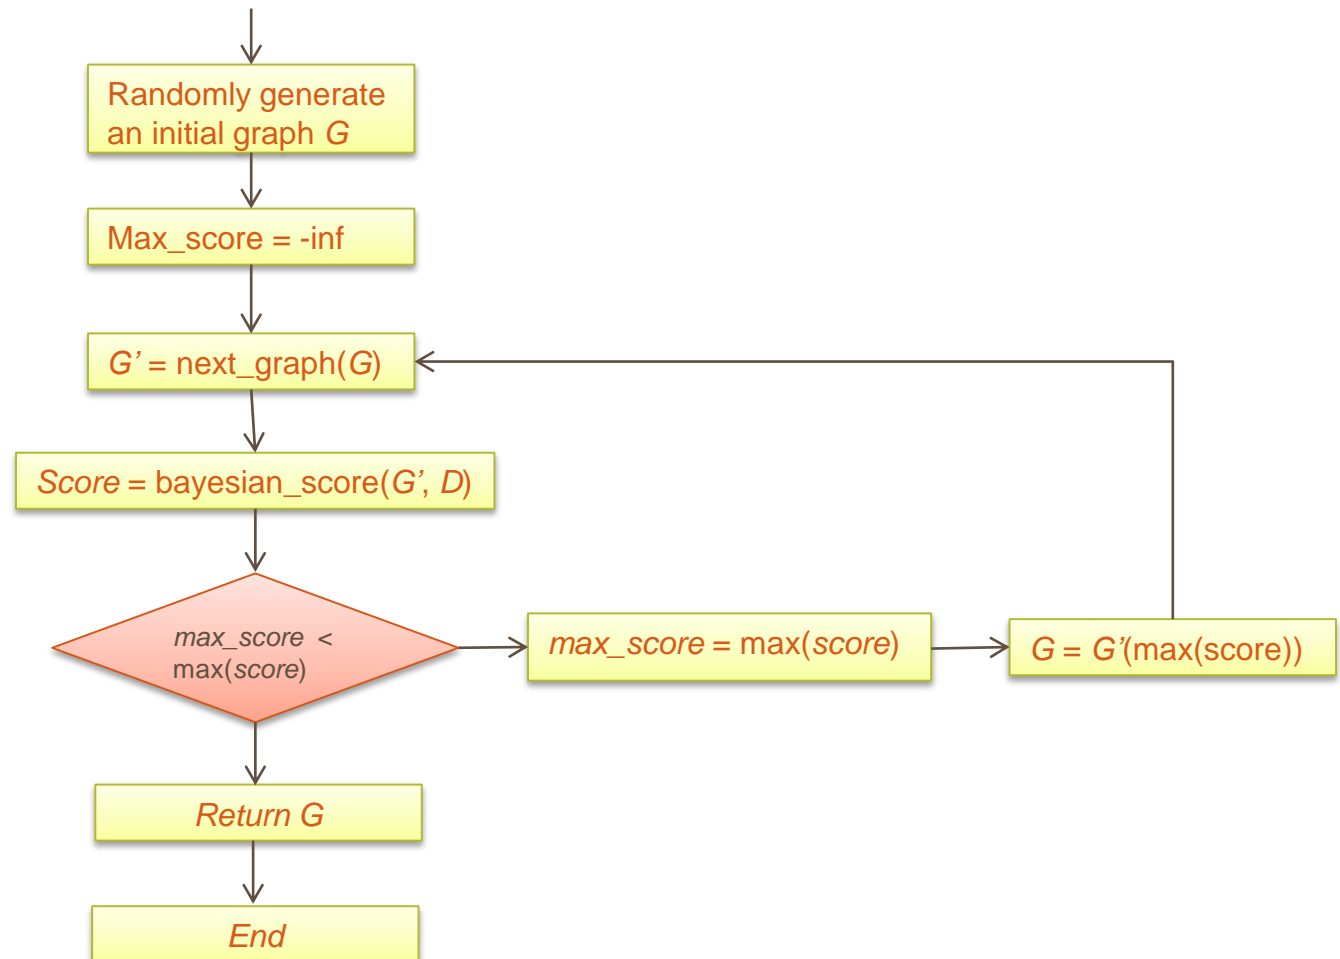 Randomly generate
an initial graph G
Max_score = -inf
G’ = next_graph(G)
Score = bayesian_score(G’, D)
max_score <
max(score)
max_score = max(score)
G = G’(max(score))
Return G
End